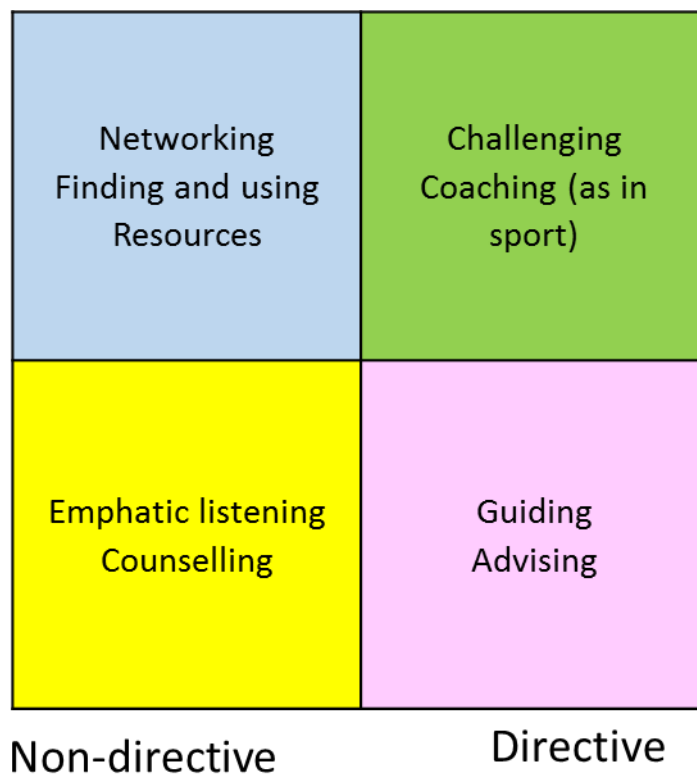 Networking
Finding and using
Resources
Challenging
Coaching (as in
sport)
Emphatic listening
Counselling
Guiding
Advising
Non-directive
Directive